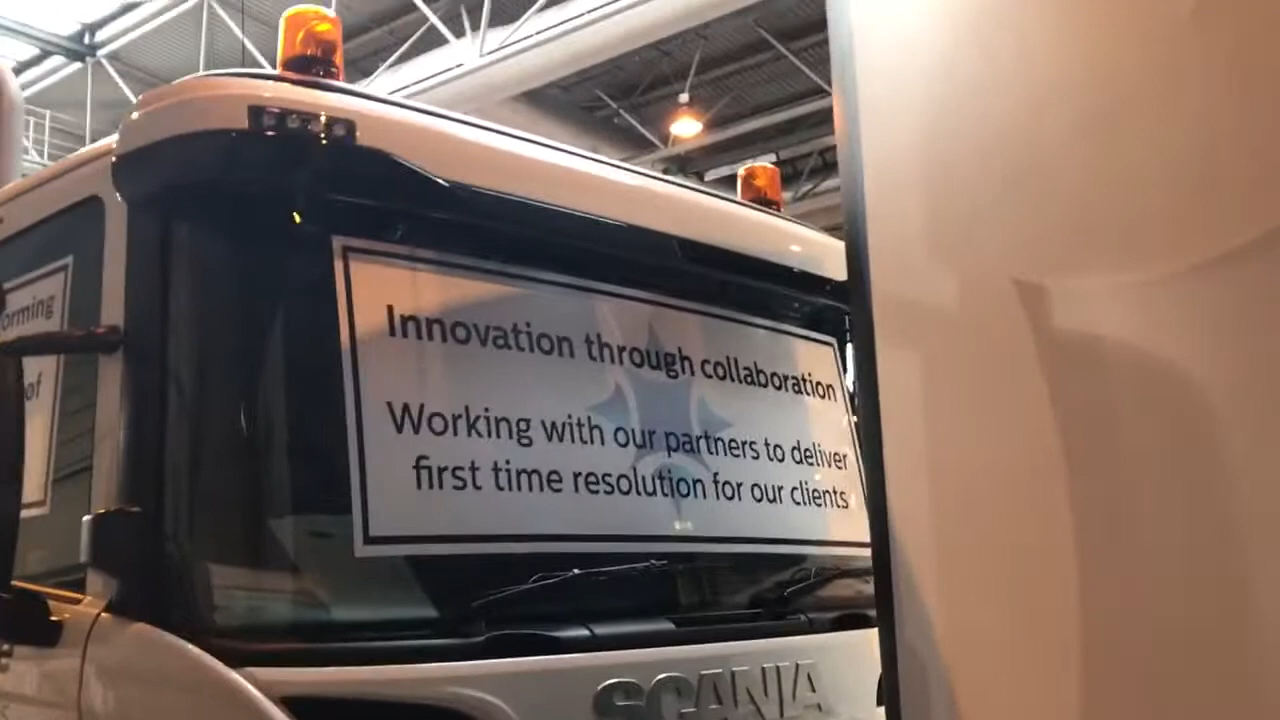 orming
of
Innovation through collaboration
Working with our partners to deliver
first time resolution for our clients
SCANIA